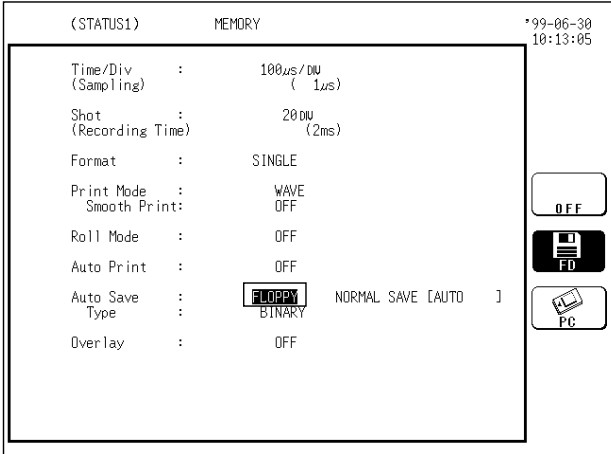 (STATUS1) MEMORY '99-06-30
10:13:05
Time/Div : 100µs/DIV
(Sampling) ( 1µs)
Shot : 20DIV
(Recording Time) (2ms)
Format : SINGLE
Print Mode : WAVE
Smooth Print: OFF
Roll Mode : OFF
Auto Print : OFF
Auto Save : FLOPPY NORMAL SAVE [AUTO ]
Type : BINARY
Overlay : OFF
OFF
FD
PC